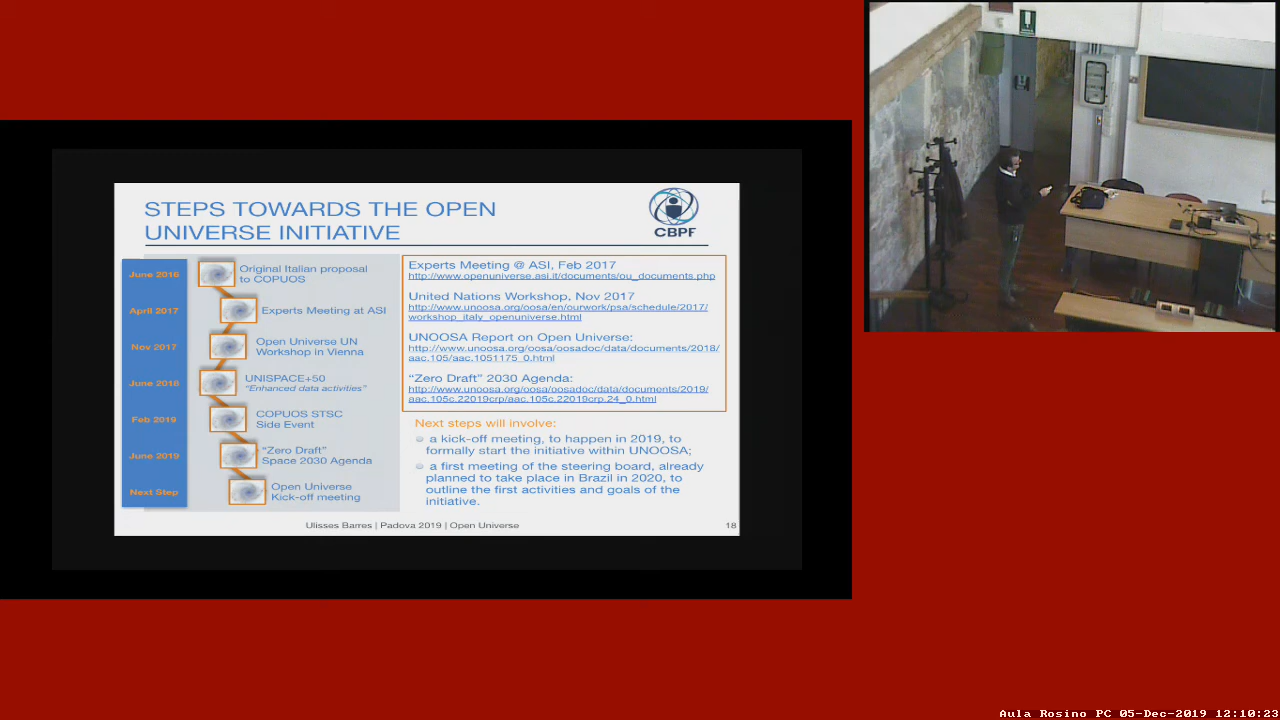 STEPS TOWARDS THE OPEN
UNIVERSE INITIATIVE
CBPF
June 2016
Original Italian proposal
to COPUOS
April 2017
Experts Meeting at ASI
Nov 2017
Open Universe UN
Workshop in Vienna
June 2018
UNISPACE+50
"Enhanced data activities"
Feb 2019
COPUOS STSC
Side Event
June 2019
"Zero Draft"
Space 2030 Agenda
Next Step
Open Universe
Kick-off meeting
Experts Meeting @ ASI, Feb 2017
http://www.openuniverse.asi.it/documents/ou_documents.php
United Nations Workshop, Nov 2017
http://www.unoosa.org/oosa/en/ourwork/psa/schedule/2017/
workshop_italy_openuniverse.html
UNOOSA Report on Open Universe:
http://www.unoosa.org/oosa/oosadoc/data/documents/2018/
aac.105/aac.1051175_0.html
"Zero Draft" 2030 Agenda:
http://www.unoosa.org/oosa/oosadoc/data/documents/2019/
aac.105c.22019crp/aac.105c.22019crp.24_0.html
Next steps will involve:
a kick-off meeting, to happen in 2019, to
formally start the initiative within UNOOSA;
a first meeting of the steering board, already
planned to take place in Brazil in 2020, to
outline the first activities and goals of the
initiative.
Ulisses Barres | Padova 2019 | Open Universe
18
Aula Rosino PC 05-Dec-2019 12:10:23